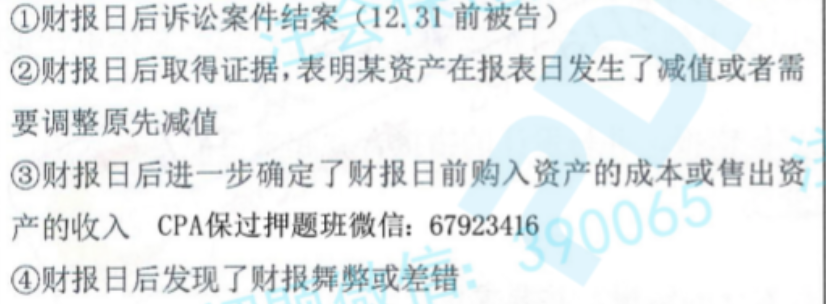 ①财报日后诉讼案件结案（12.31 前被告）
②财报日后取得证据，表明某资产在报表日发生了减值或者需
要调整原先减值
③财报日后进一步确定了财报日前购入资产的成本或售出资
产的收入 CPA保过押题班微信：67923416
④财报日后发现了财报舞弊或差错
390065